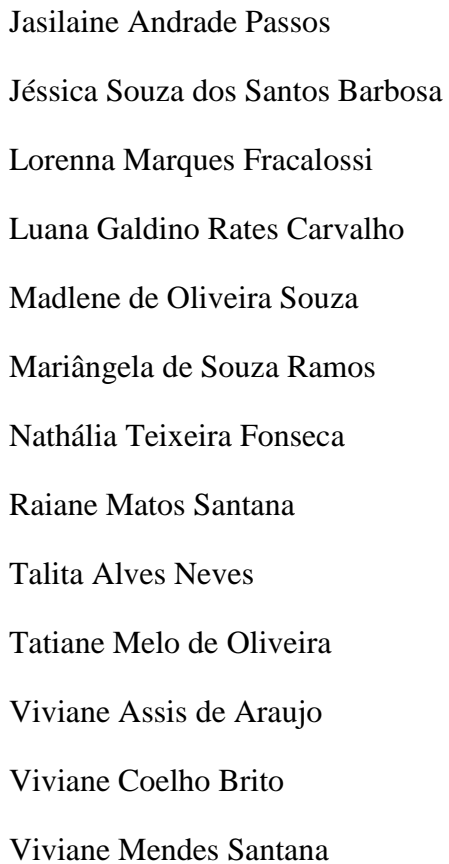 Jasilaine Andrade Passos
Jéssica Souza dos Santos Barbosa
Lorenna Marques Fracalossi
Luana Galdino Rates Carvalho
Madlene de Oliveira Souza
Mariângela de Souza Ramos
Nathália Teixeira Fonseca
Raiane Matos Santana
Talita Alves Neves
Tatiane Melo de Oliveira
Viviane Assis de Araujo
Viviane Coelho Brito
Viviane Mendes Santana